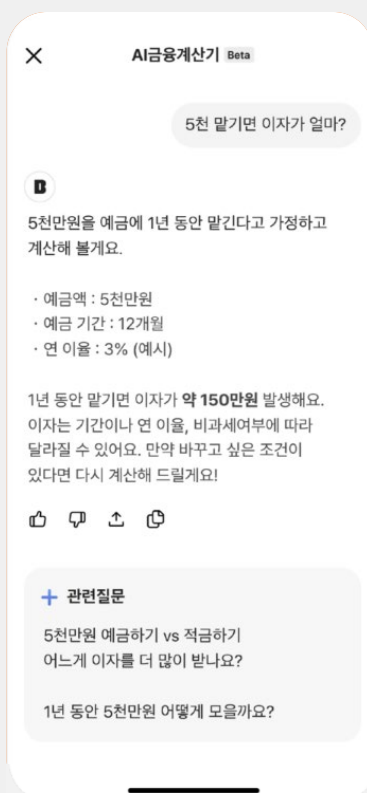 AI금융계산기 Beta
5천 맡기면 이자가 얼마?
B
5천만원을 예금에 1년 동안 맡긴다고 가정하고
계산해 볼게요.
· 예금액 : 5천만원
· 예금 기간 : 12개월
· 연 이율 : 3% (예시)
1년 동안 맡기면 이자가 약 150만원 발생해요.
이자는 기간이나 연 이율, 비과세여부에 따라
달라질 수 있어요. 만약 바꾸고 싶은 조건이
있다면 다시 계산해 드릴게요!
관련질문
5천만원 예금하기 vs 적금하기
어느게 이자를 더 많이 받나요?
1년 동안 5천만원 어떻게 모을까요?